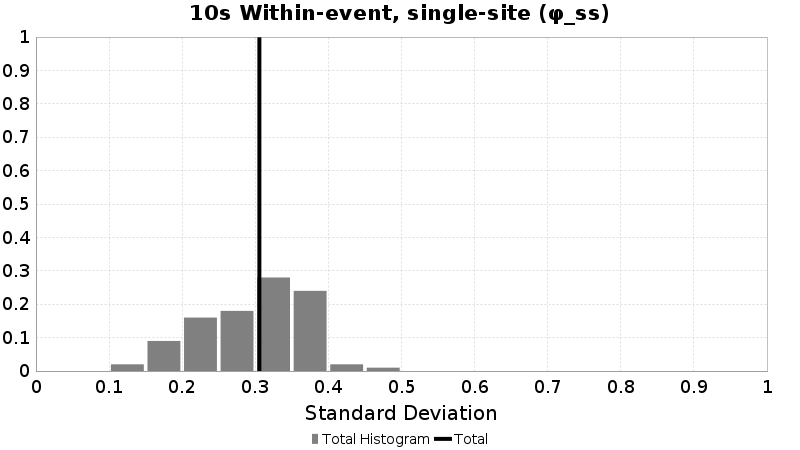 10s Within-event, single-site (φ_ss)
1
0.9
0.8
0.7
0.6
0.5
0.4
0.3
0.2
0.1
0
0 0.1 0.2 0.3 0.4 0.5 0.6 0.7 0.8 0.9 1
Standard Deviation
Total Histogram Total